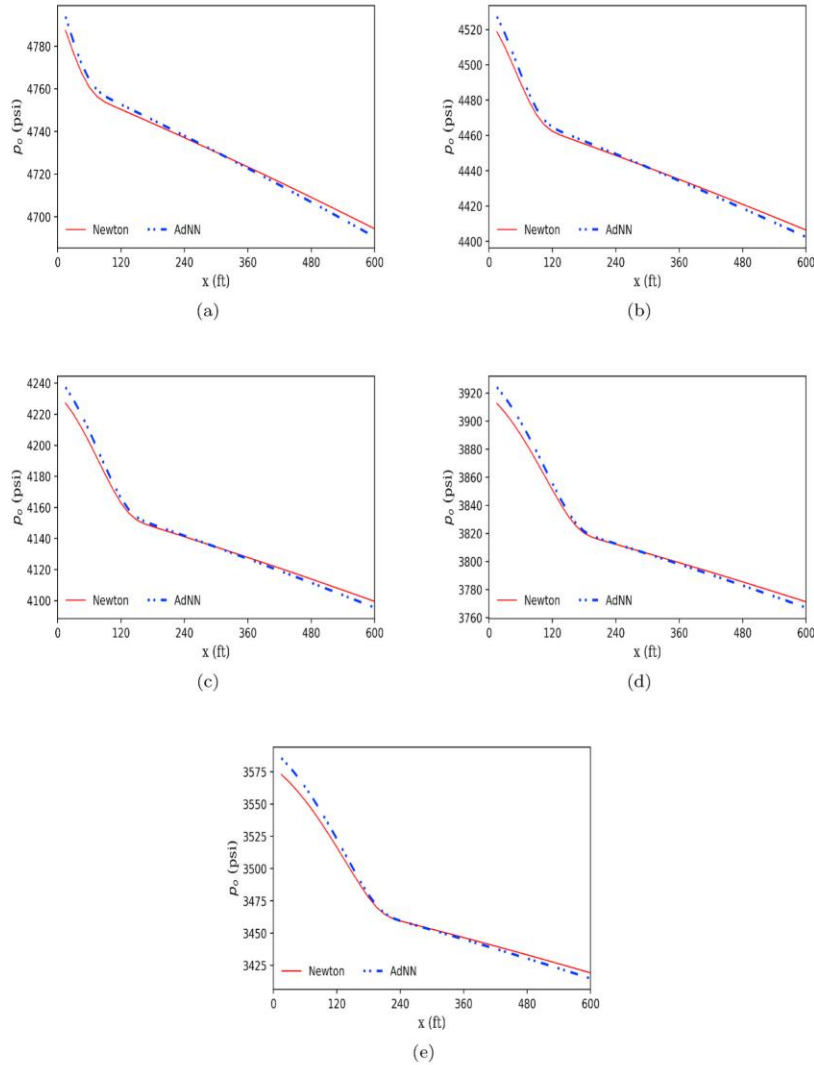 4780
4760
4740
4720
4700
p_o (psi)
Newton AdNN
0 120 240 360 480 600
x (ft)
(a)
4520
4500
4480
4460
4440
4420
4400
p_o (psi)
Newton AdNN
0 120 240 360 480 600
x (ft)
(b)
4240
4220
4200
4180
4160
4140
4120
4100
p_o (psi)
Newton AdNN
0 120 240 360 480 600
x (ft)
(c)
3920
3900
3880
3860
3840
3820
3800
3780
3760
p_o (psi)
Newton AdNN
0 120 240 360 480 600
x (ft)
(d)
3575
3550
3525
3500
3475
3450
3425
p_o (psi)
Newton AdNN
0 120 240 360 480 600
x (ft)
(e)